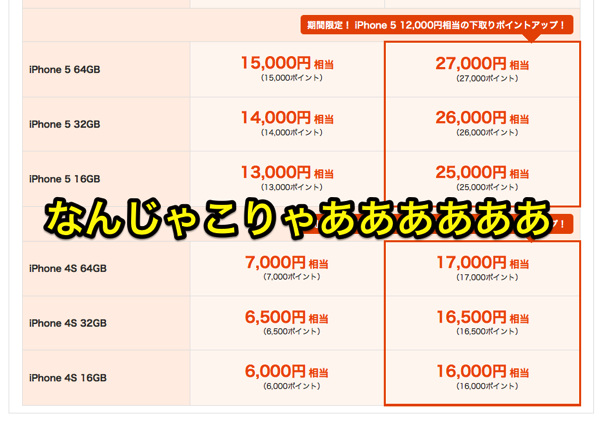 期間限定！ iPhone 5 12,000円相当の下取りポイントアップ！
iPhone 5 64GB 15,000円 相当 27,000円 相当
（15,000ポイント） （27,000ポイント）
iPhone 5 32GB 14,000円 相当 26,000円 相当
（14,000ポイント） （26,000ポイント）
iPhone 5 16GB 13,000円 相当 25,000円 相当
（13,000ポイント） （25,000ポイント）
なんじゃこりゃああああああ
iPhone 4S 64GB 7,000円 相当 17,000円 相当
（7,000ポイント） （17,000ポイント）
iPhone 4S 32GB 6,500円 相当 16,500円 相当
（6,500ポイント） （16,500ポイント）
iPhone 4S 16GB 6,000円 相当 16,000円 相当
（6,000ポイント） （16,000ポイント）